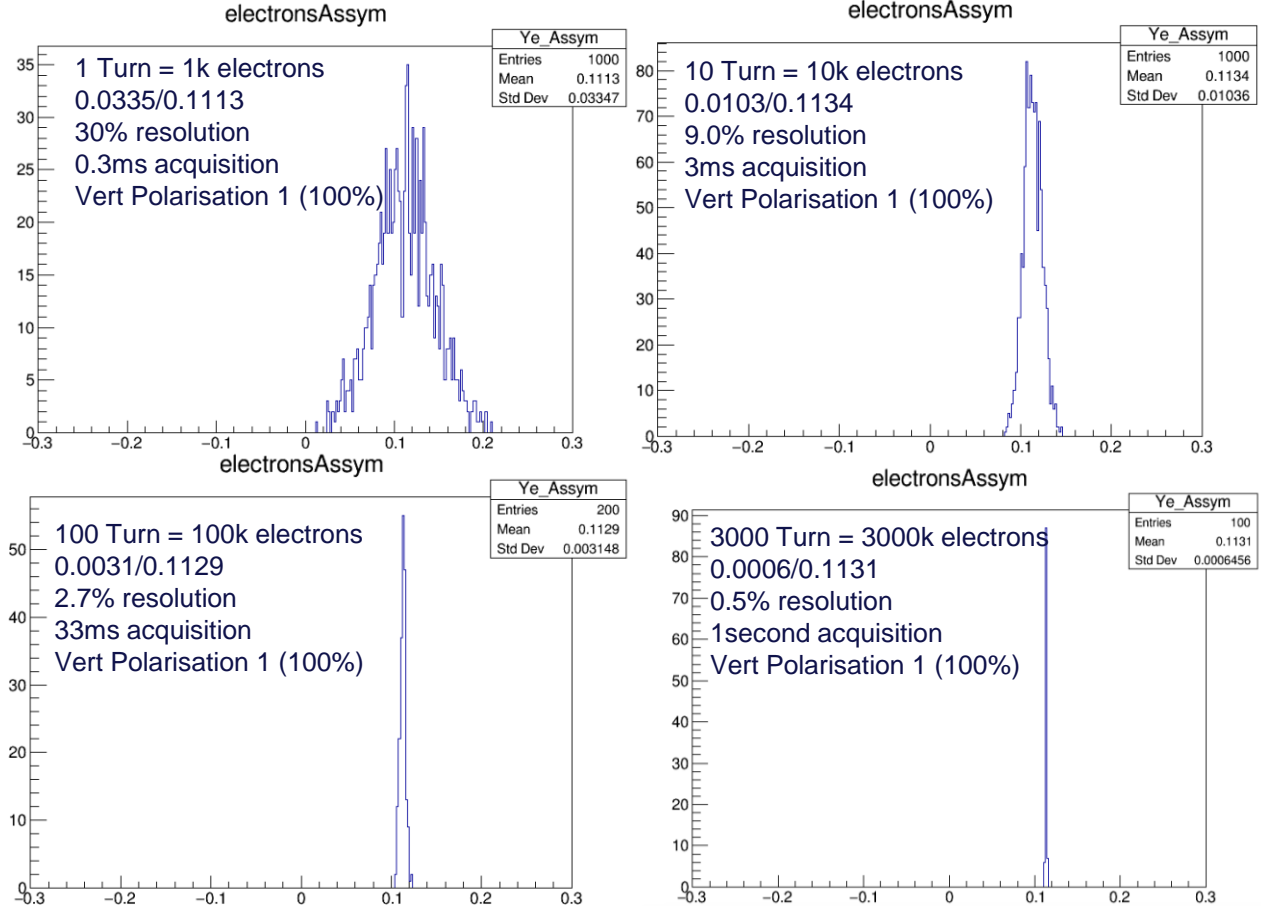 electronsAssym
Ye_Assym
Entries 1000
Mean 0.1113
Std Dev 0.03347
1 Turn = 1k electrons
0.0335/0.1113
30% resolution
0.3ms acquisition
Vert Polarisation 1 (100%)
35
30
25
20
15
10
5
0
−0.3 −0.2 −0.1 0 0.1 0.2 0.3
electronsAssym
Ye_Assym
Entries 1000
Mean 0.1134
Std Dev 0.01036
10 Turn = 10k electrons
0.0103/0.1134
9.0% resolution
3ms acquisition
Vert Polarisation 1 (100%)
80
70
60
50
40
30
20
10
0
−0.3 −0.2 −0.1 0 0.1 0.2 0.3
electronsAssym
Ye_Assym
Entries 200
Mean 0.1129
Std Dev 0.003148
100 Turn = 100k electrons
0.0031/0.1129
2.7% resolution
33ms acquisition
Vert Polarisation 1 (100%)
50
40
30
20
10
0
−0.3 −0.2 −0.1 0 0.1 0.2 0.3
electronsAssym
Ye_Assym
Entries 100
Mean 0.1131
Std Dev 0.0006456
3000 Turn = 3000k electrons
0.0006/0.1131
0.5% resolution
1second acquisition
Vert Polarisation 1 (100%)
90
80
70
60
50
40
30
20
10
0
−0.3 −0.2 −0.1 0 0.1 0.2 0.3